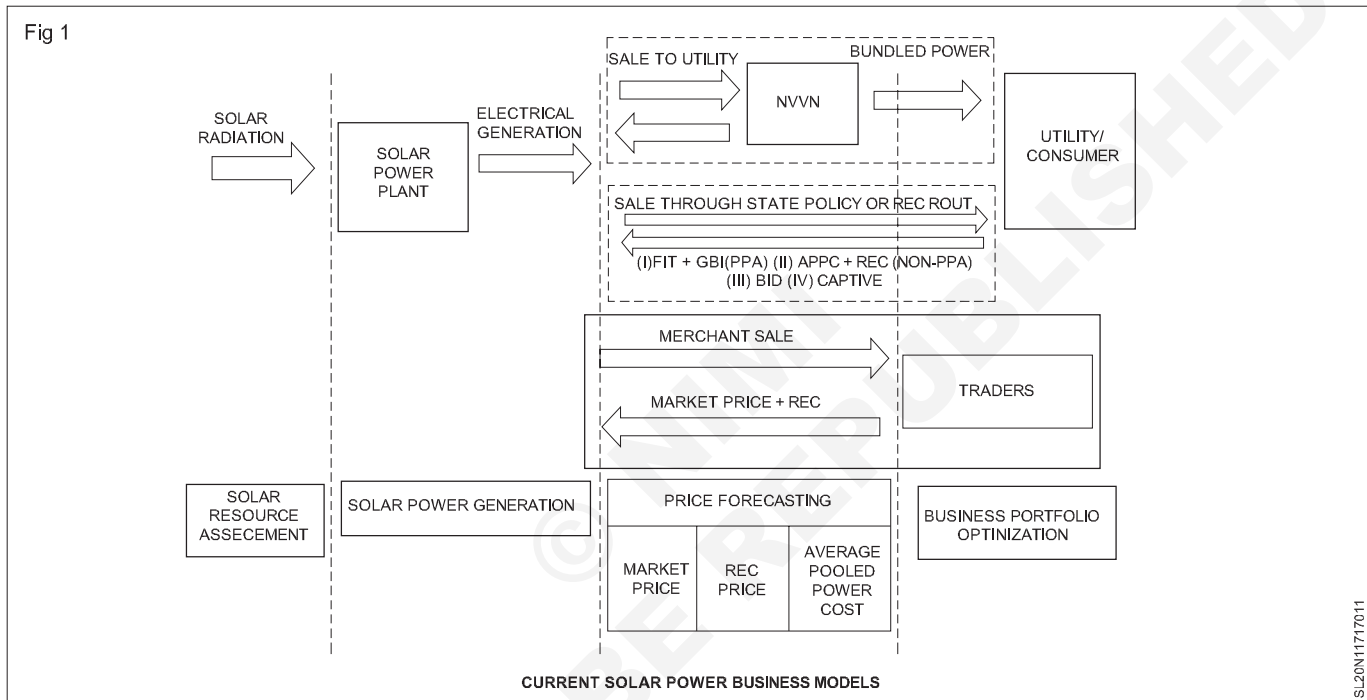 Fig 1
SOLAR
RADIATION
SOLAR
POWER
PLANT
ELECTRICAL
GENERATION
SALE TO UTILITY
NVVN
BUNDLED POWER
UTILITY/
CONSUMER
SALE THROUGH STATE POLICY OR REC ROUT
(I)FIT + GBI(PPA) (II) APPC + REC (NON-PPA)
(III) BID (IV) CAPTIVE
MERCHANT SALE
MARKET PRICE + REC
TRADERS
SOLAR
RESOURCE
ASSECEMENT
SOLAR POWER GENERATION
PRICE FORECASTING
MARKET
PRICE
REC
PRICE
AVERAGE
POOLED
POWER
COST
BUSINESS PORTFOLIO
OPTINIZATION
CURRENT SOLAR POWER BUSINESS MODELS
SL20N11717011
© NIMI
BE REPUBLISHED